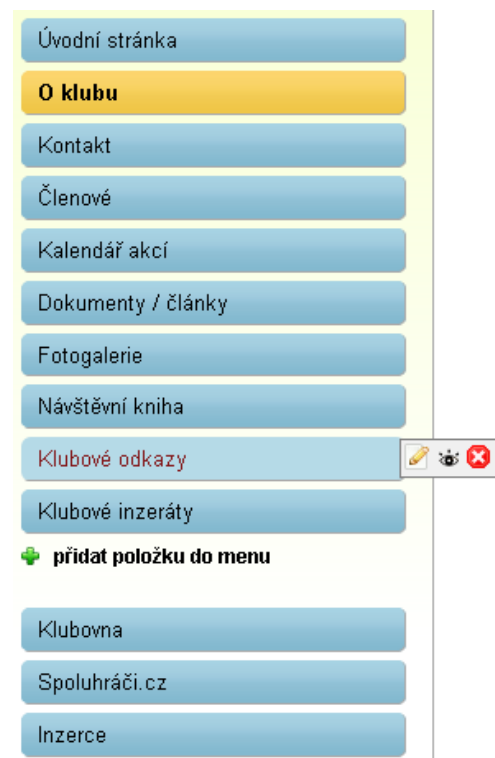 Úvodní stránka
O klubu
Kontakt
Členové
Kalendář akcí
Dokumenty / články
Fotogalerie
Návštěvní kniha
Klubové odkazy
Klubové inzeráty
přidat položku do menu
Klubovna
Spoluhráči.cz
Inzerce